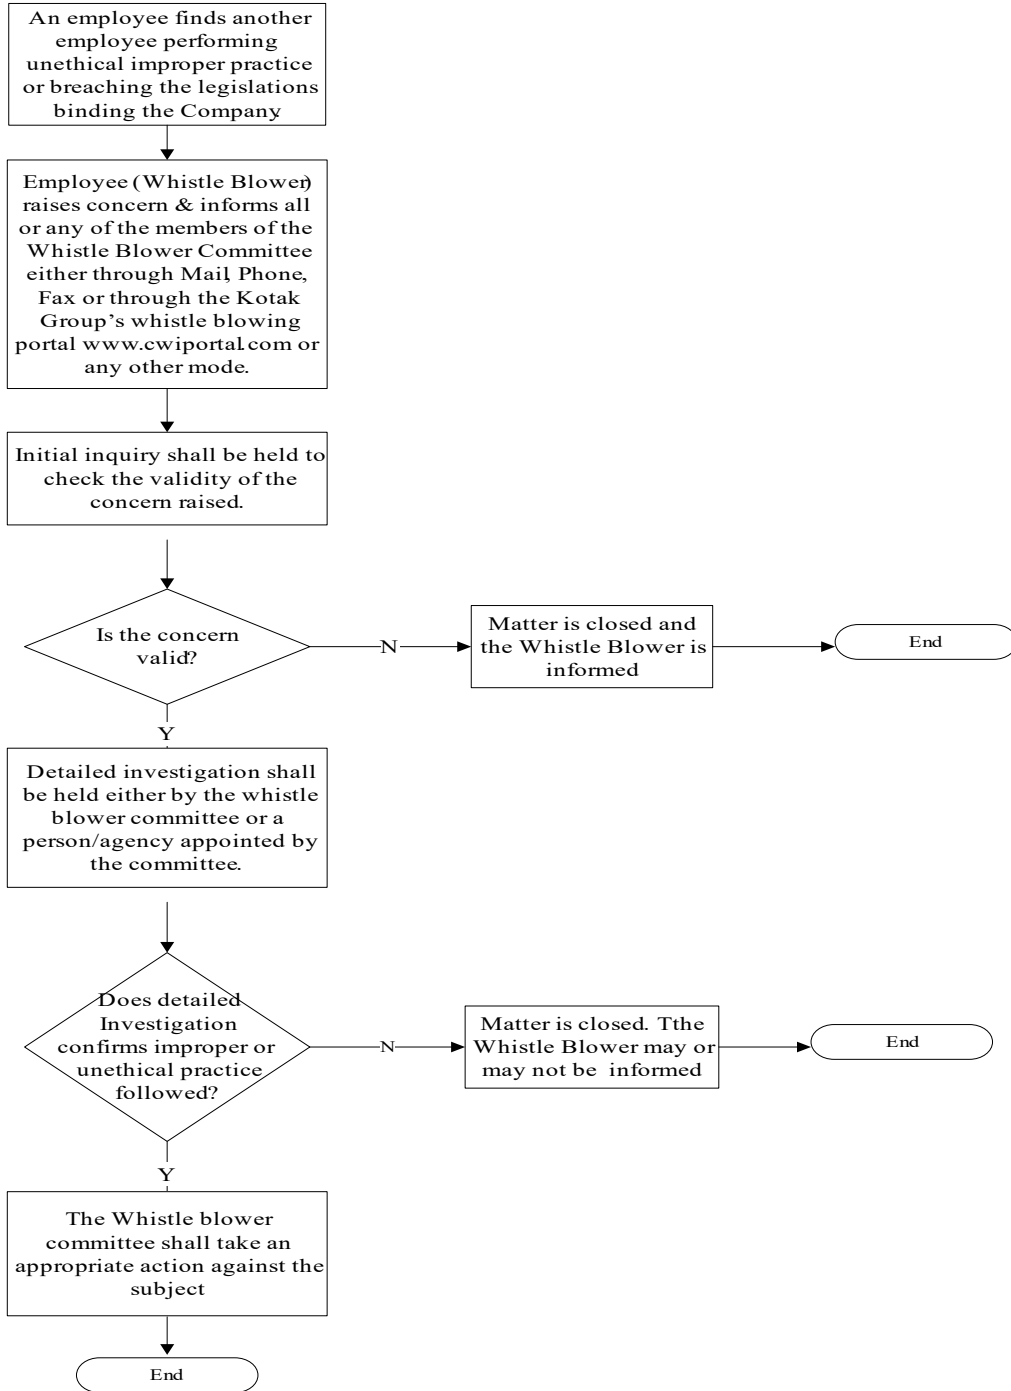 An employee finds another
employee performing
unethical improper practice
or breaching the legislations
binding the Company.
Employee (Whistle Blower)
raises concern & informs all
or any of the members of the
Whistle Blower Committee
either through Mail, Phone,
Fax or through the Kotak
Group's whistle blowing
portal www.cwiportal.com or
any other mode.
Initial inquiry shall be held to
check the validity of the
concern raised.
Is the concern
valid?
N
Matter is closed and
the Whistle Blower is
informed
End
Y
Detailed investigation shall
be held either by the whistle
blower committee or a
person/agency appointed by
the committee.
Does detailed
Investigation
confirms improper or
unethical practice
followed?
N
Matter is closed. Tthe
Whistle Blower may or
may not be informed
End
Y
The Whistle blower
committee shall take an
appropriate action against the
subject
End